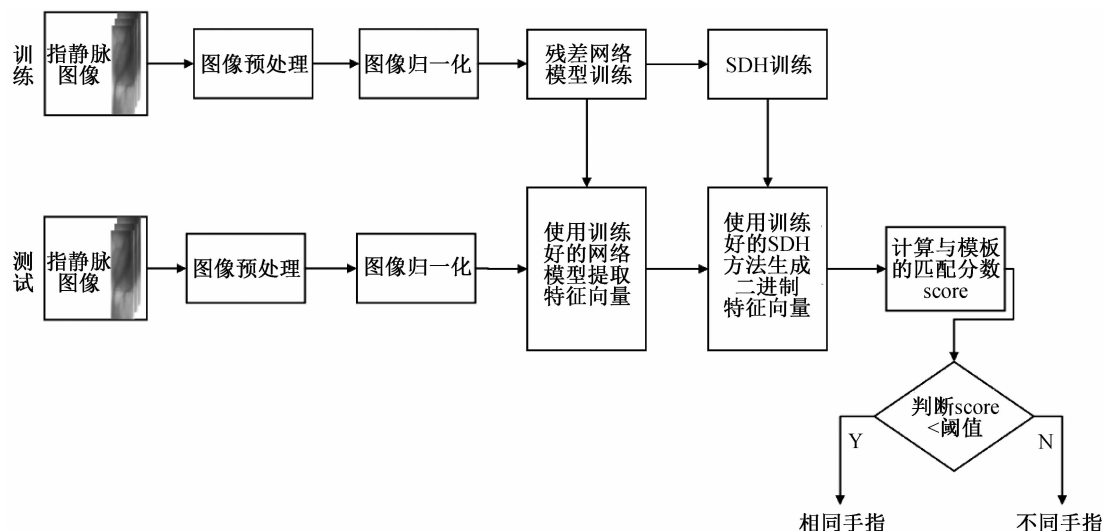 训
练
指静脉
图像
图像预处理
图像归一化
残差网络
模型训练
SDH训练
测
试
指静脉
图像
图像预处理
图像归一化
使用训练
好的网络
模型提取
特征向量
使用训练
好的SDH
方法生成
二进制
特征向量
计算与模板
的匹配分数
score
判断score
<阈值
Y
N
相同手指
不同手指